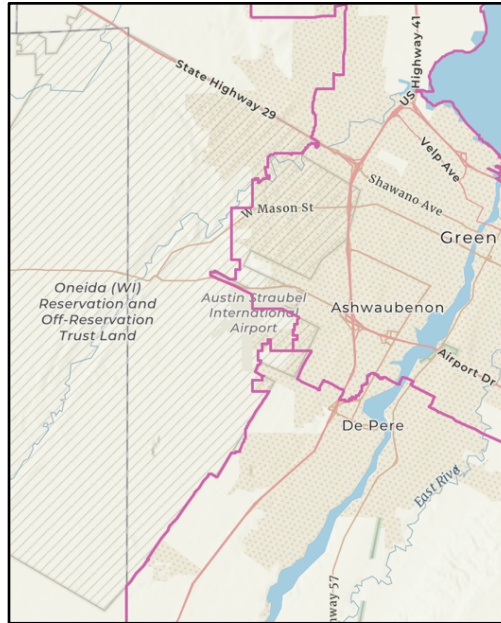 State Highway 29
US Highway 41
Velp Ave
Shawano Ave
W Mason St
Green
Oneida (WI)
Reservation and
Off-Reservation
Trust Land
Austin Straubel
International
Airport
Ashwaubenon
Airport Dr
De Pere
East Rive
hway 57